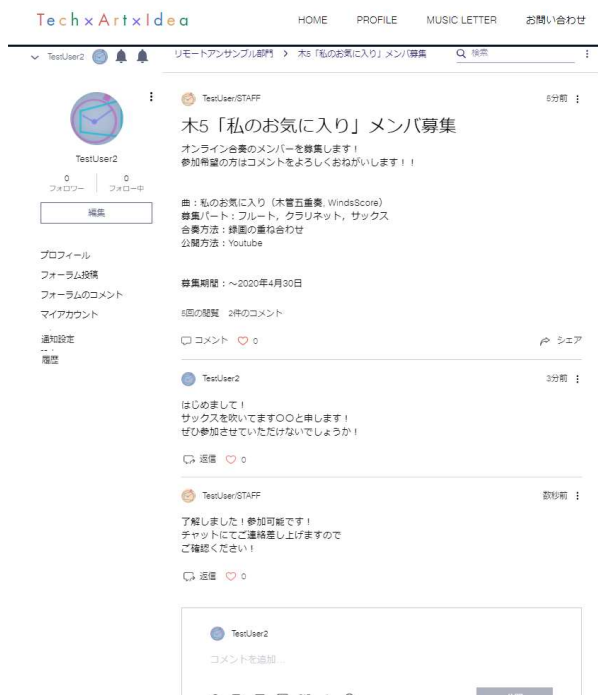 Tech×Art×Idea
HOME PROFILE MUSIC LETTER お問い合わせ
TestUser2
リモートアンサンブル部門 > 木5「私のお気に入り」メンバ募集
検索
TestUser2
0 0
フォロワー フォロー中
編集
プロフィール
フォーラム投稿
フォーラムのコメント
マイアカウント
通知設定
履歴
TestUser/STAFF 6分前
木5「私のお気に入り」メンバ募集
オンライン合奏のメンバーを募集します!
参加希望の方はコメントをよろしくおねがいします!!
曲:私のお気に入り(木管五重奏, WindsScore)
募集パート:フルート, クラリネット, サックス
合奏方法:録画の重ね合わせ
公開方法:Youtube
募集期間:~2020年4月30日
8回の閲覧 2件のコメント
コメント 0 シェア
TestUser2 3分前
はじめまして!
サックスを吹いてます〇〇と申します!
ぜひ参加させていただけないでしょうか!
返信 0
TestUser/STAFF 数秒前
了解しました!参加可能です!
チャットにてご連絡差し上げますので
ご確認ください!
返信 0
TestUser2
コメントを追加...